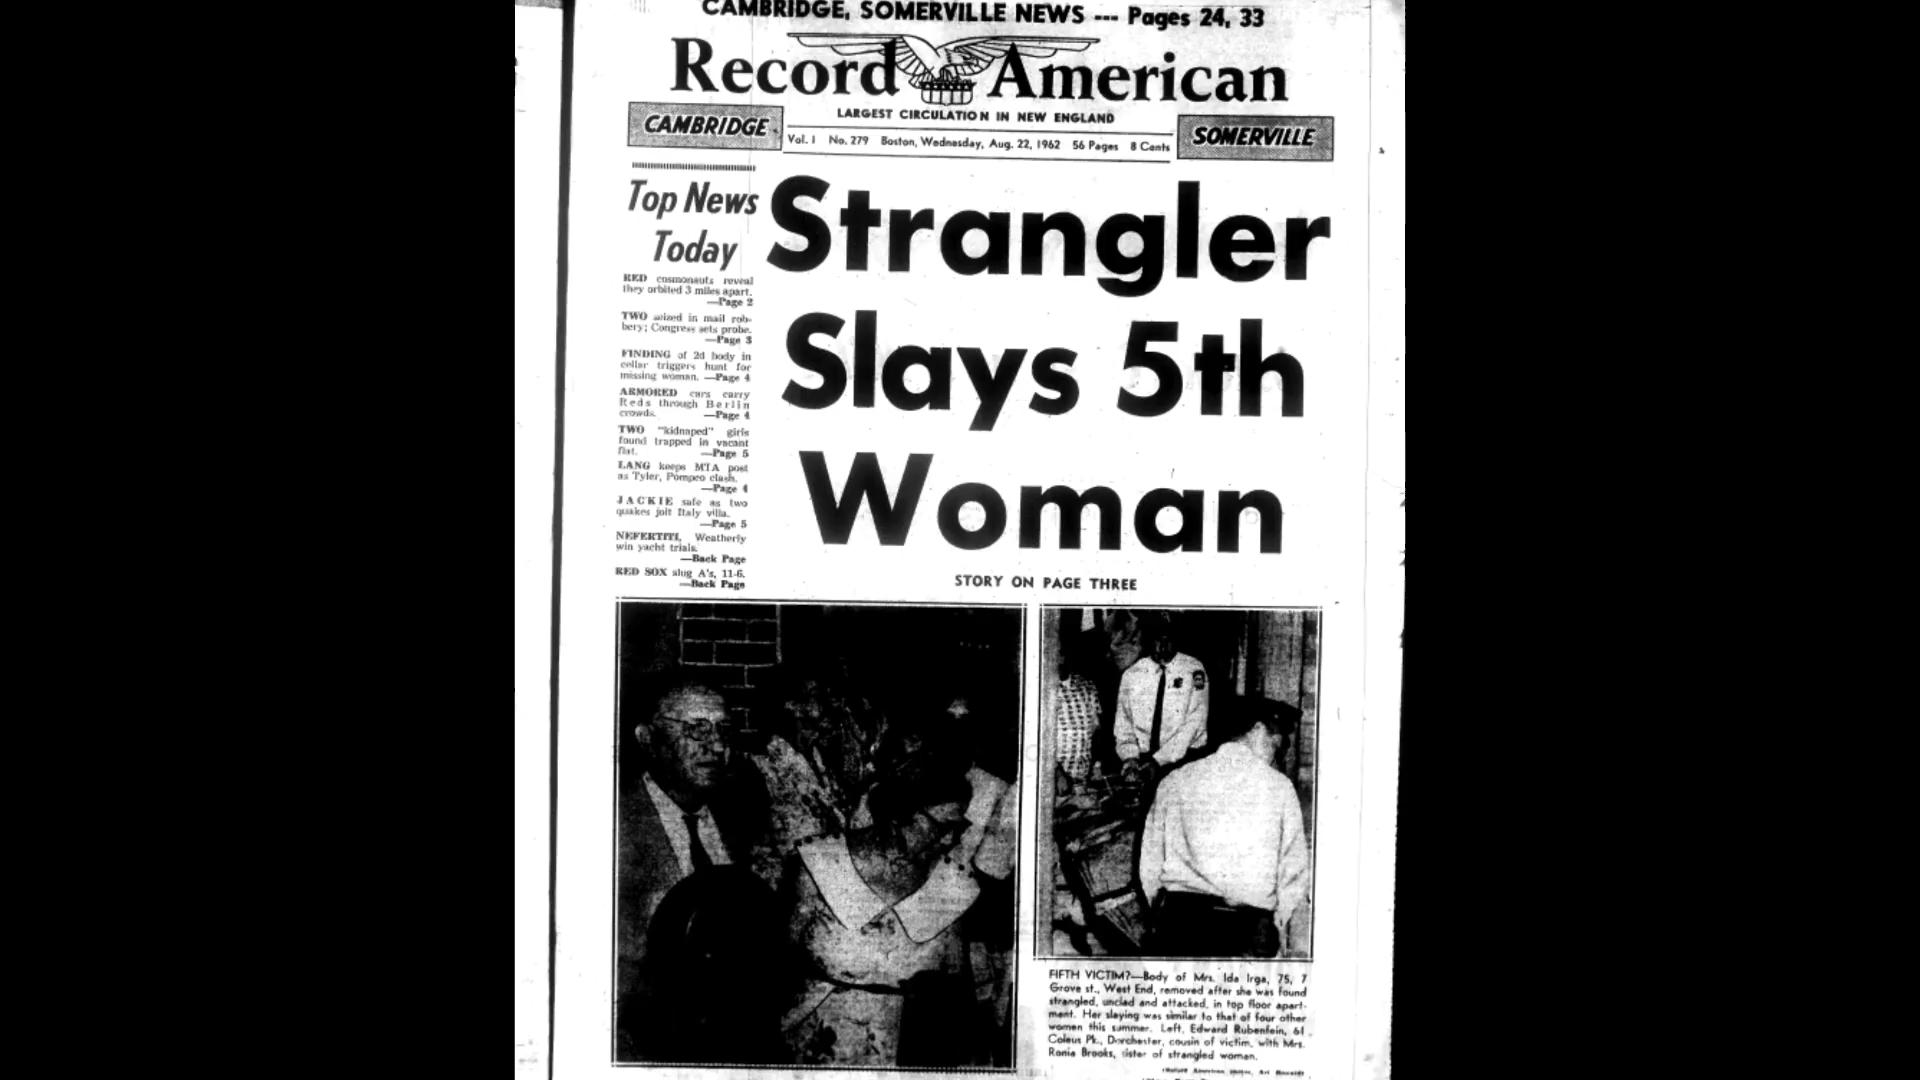 CAMBRIDGE, SOMERVILLE NEWS --- Pages 24, 33
Record American
LARGEST CIRCULATION IN NEW ENGLAND
CAMBRIDGE
Vol. I No. 279 Boston, Wednesday, Aug. 22, 1962 56 Pages 8 Cents
SOMERVILLE
Top News
Today
RED cosmonauts reveal
they orbited 3 miles apart.
—Page 2
TWO seized in mail rob-
bery; Congress sets probe.
—Page 3
FINDING of 2d body in
cellar triggers hunt for
missing woman. —Page 4
ARMORED cars carry
Reds through Berlin
crowds. —Page 4
TWO "kidnaped" girls
found trapped in vacant
flat. —Page 5
LANG keeps MTA post
as Tyler, Pompeo clash.
—Page 4
JACKIE safe as two
quakes jolt Italy villa.
—Page 5
NEFERTITI, Weatherly
win yacht trials.
—Back Page
RED SOX slug A's, 11-6.
—Back Page
Strangler
Slays 5th
Woman
STORY ON PAGE THREE
FIFTH VICTIM?—Body of Mrs. Ida Irga, 75, 7
Grove st., West End, removed after she was found
strangled, unclad and attacked, in top floor apart-
ment. Her slaying was similar to that of four other
women this summer. Left, Edward Rubenfein, 61
Coleus Pk., Dorchester, cousin of victim, with Mrs.
Ronia Brooks, sister of strangled woman.